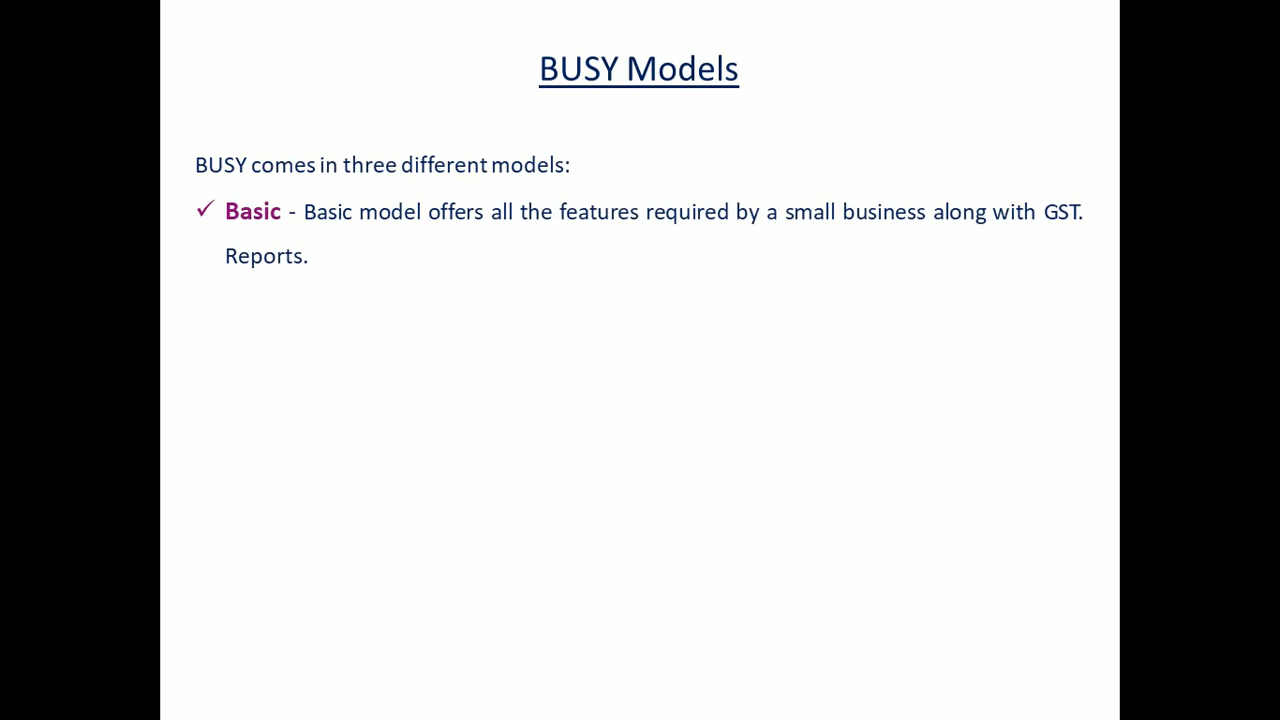 BUSY Models
BUSY comes in three different models:
✓ Basic - Basic model offers all the features required by a small business along with GST.
Reports.